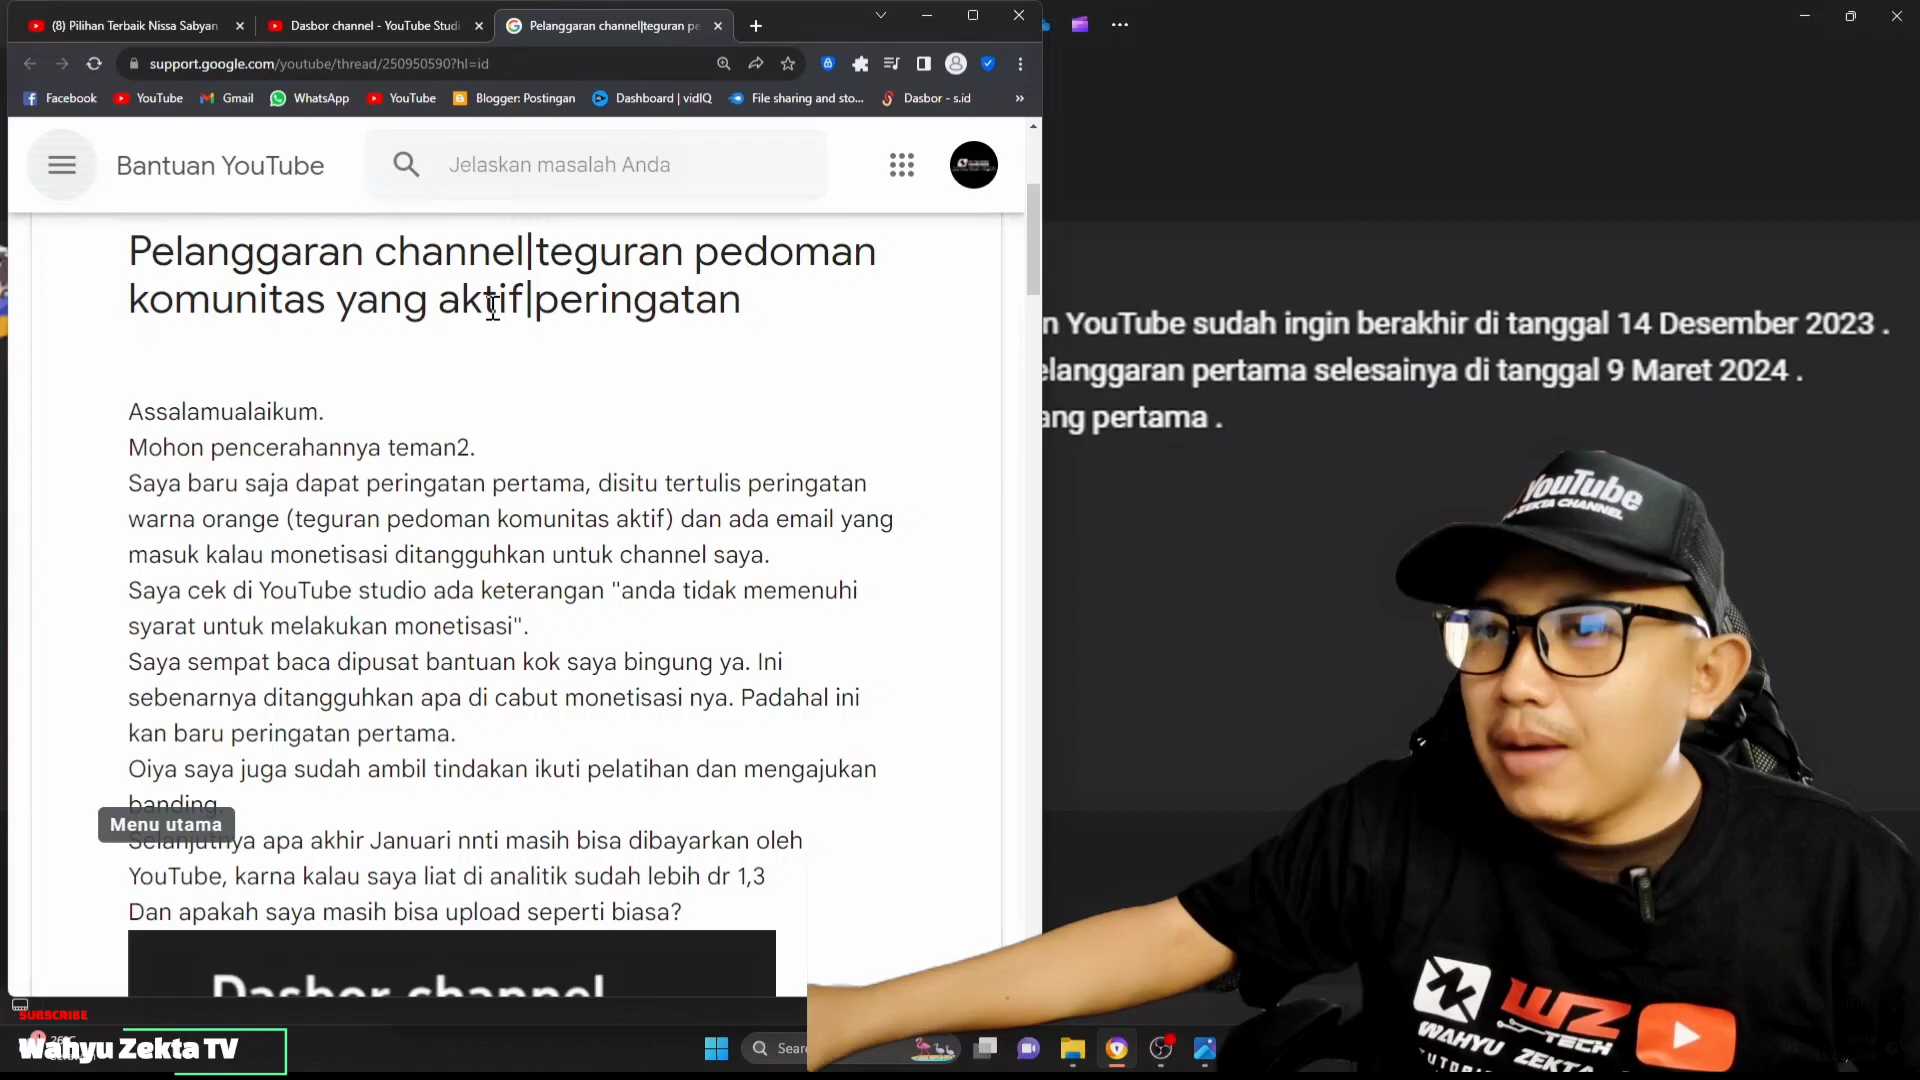 (8) Pilihan Terbaik Nissa Sabyan
Dasbor channel - YouTube Studi
Pelanggaran channel|teguran pe
support.google.com/youtube/thread/250950590?hl=id
Facebook
YouTube
Gmail
WhatsApp
YouTube
Blogger: Postingan
Dashboard | vidIQ
File sharing and sto...
Dasbor - s.id
Bantuan YouTube
Jelaskan masalah Anda
Pelanggaran channel|teguran pedoman
komunitas yang aktif|peringatan
Assalamualaikum.
Mohon pencerahannya teman2.
Saya baru saja dapat peringatan pertama, disitu tertulis peringatan
warna orange (teguran pedoman komunitas aktif) dan ada email yang
masuk kalau monetisasi ditangguhkan untuk channel saya.
Saya cek di YouTube studio ada keterangan "anda tidak memenuhi
syarat untuk melakukan monetisasi".
Saya sempat baca dipusat bantuan kok saya bingung ya. Ini
sebenarnya ditangguhkan apa di cabut monetisasi nya. Padahal ini
kan baru peringatan pertama.
Oiya saya juga sudah ambil tindakan ikuti pelatihan dan mengajukan
banding.
Menu utama
Selanjutnya apa akhir Januari nnti masih bisa dibayarkan oleh
YouTube, karna kalau saya liat di analitik sudah lebih dr 1,3
Dan apakah saya masih bisa upload seperti biasa?
Dasbor channel
n YouTube sudah ingin berakhir di tanggal 14 Desember 2023 .
elanggaran pertama selesainya di tanggal 9 Maret 2024 .
ang pertama .
YouTube
ZEKTA CHANNEL
WAHYU
WZ
TECH
ZEKTA
SUBSCRIBE
Wahyu Zekta TV
Sear